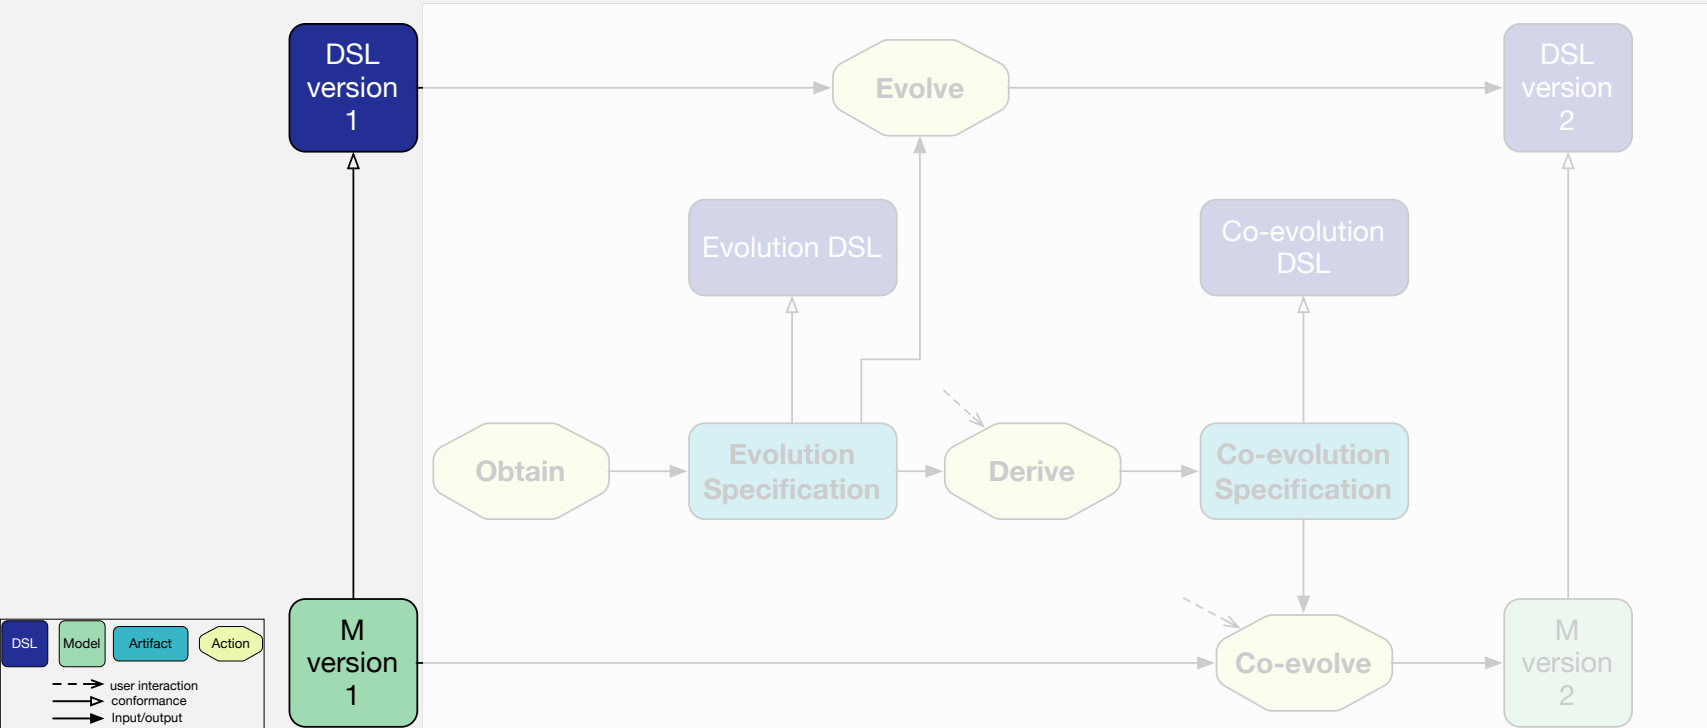 DSL
version
1
Evolve
DSL
version
2
Evolution DSL
Co-evolution
DSL
Obtain
Evolution
Specification
Derive
Co-evolution
Specification
M
version
1
Co-evolve
M
version
2
DSL
Model
Artifact
Action
user interaction
conformance
Input/output